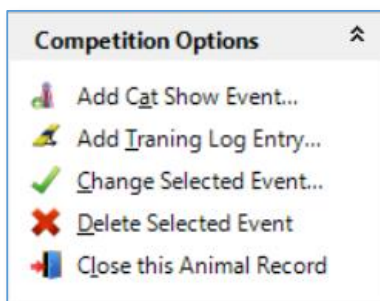 Competition Options
Add Cat Show Event...
Add Traning Log Entry...
Change Selected Event...
Delete Selected Event
Close this Animal Record